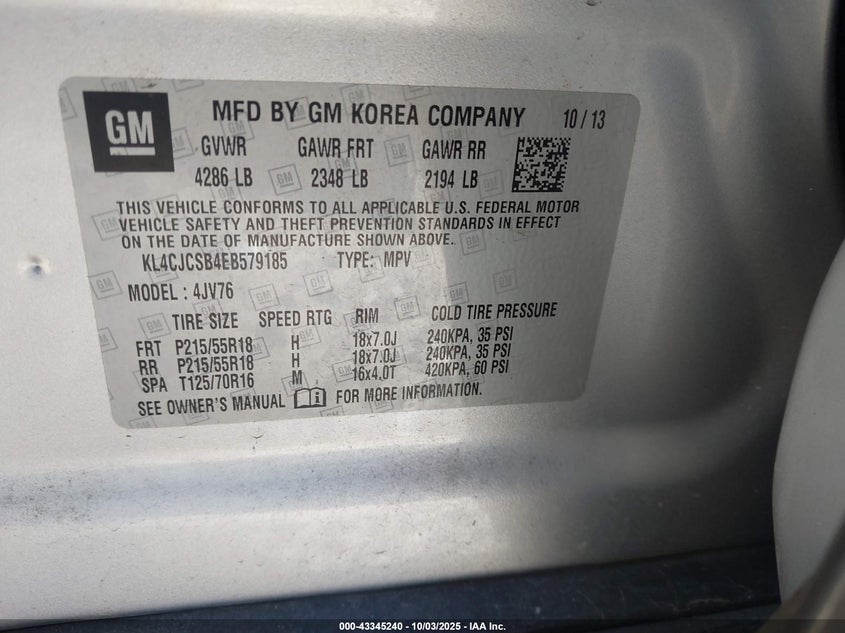 GM MFD BY GM KOREA COMPANY 10 / 13
GVWR GAWR FRT GAWR RR
4286 LB 2348 LB 2194 LB
THIS VEHICLE CONFORMS TO ALL APPLICABLE U.S. FEDERAL MOTOR
VEHICLE SAFETY AND THEFT PREVENTION STANDARDS IN EFFECT
ON THE DATE OF MANUFACTURE SHOWN ABOVE.
KL4CJCSB4EB579185 TYPE: MPV
MODEL : 4JV76
TIRE SIZE SPEED RTG RIM COLD TIRE PRESSURE
FRT P215/55R18 H 18x7.0J 240KPA, 35 PSI
RR P215/55R18 H 18x7.0J 240KPA, 35 PSI
SPA T125/70R16 M 16x4.0T 420KPA, 60 PSI
SEE OWNER'S MANUAL FOR MORE INFORMATION.
000-43345240 - 10/03/2025 - IAA Inc.